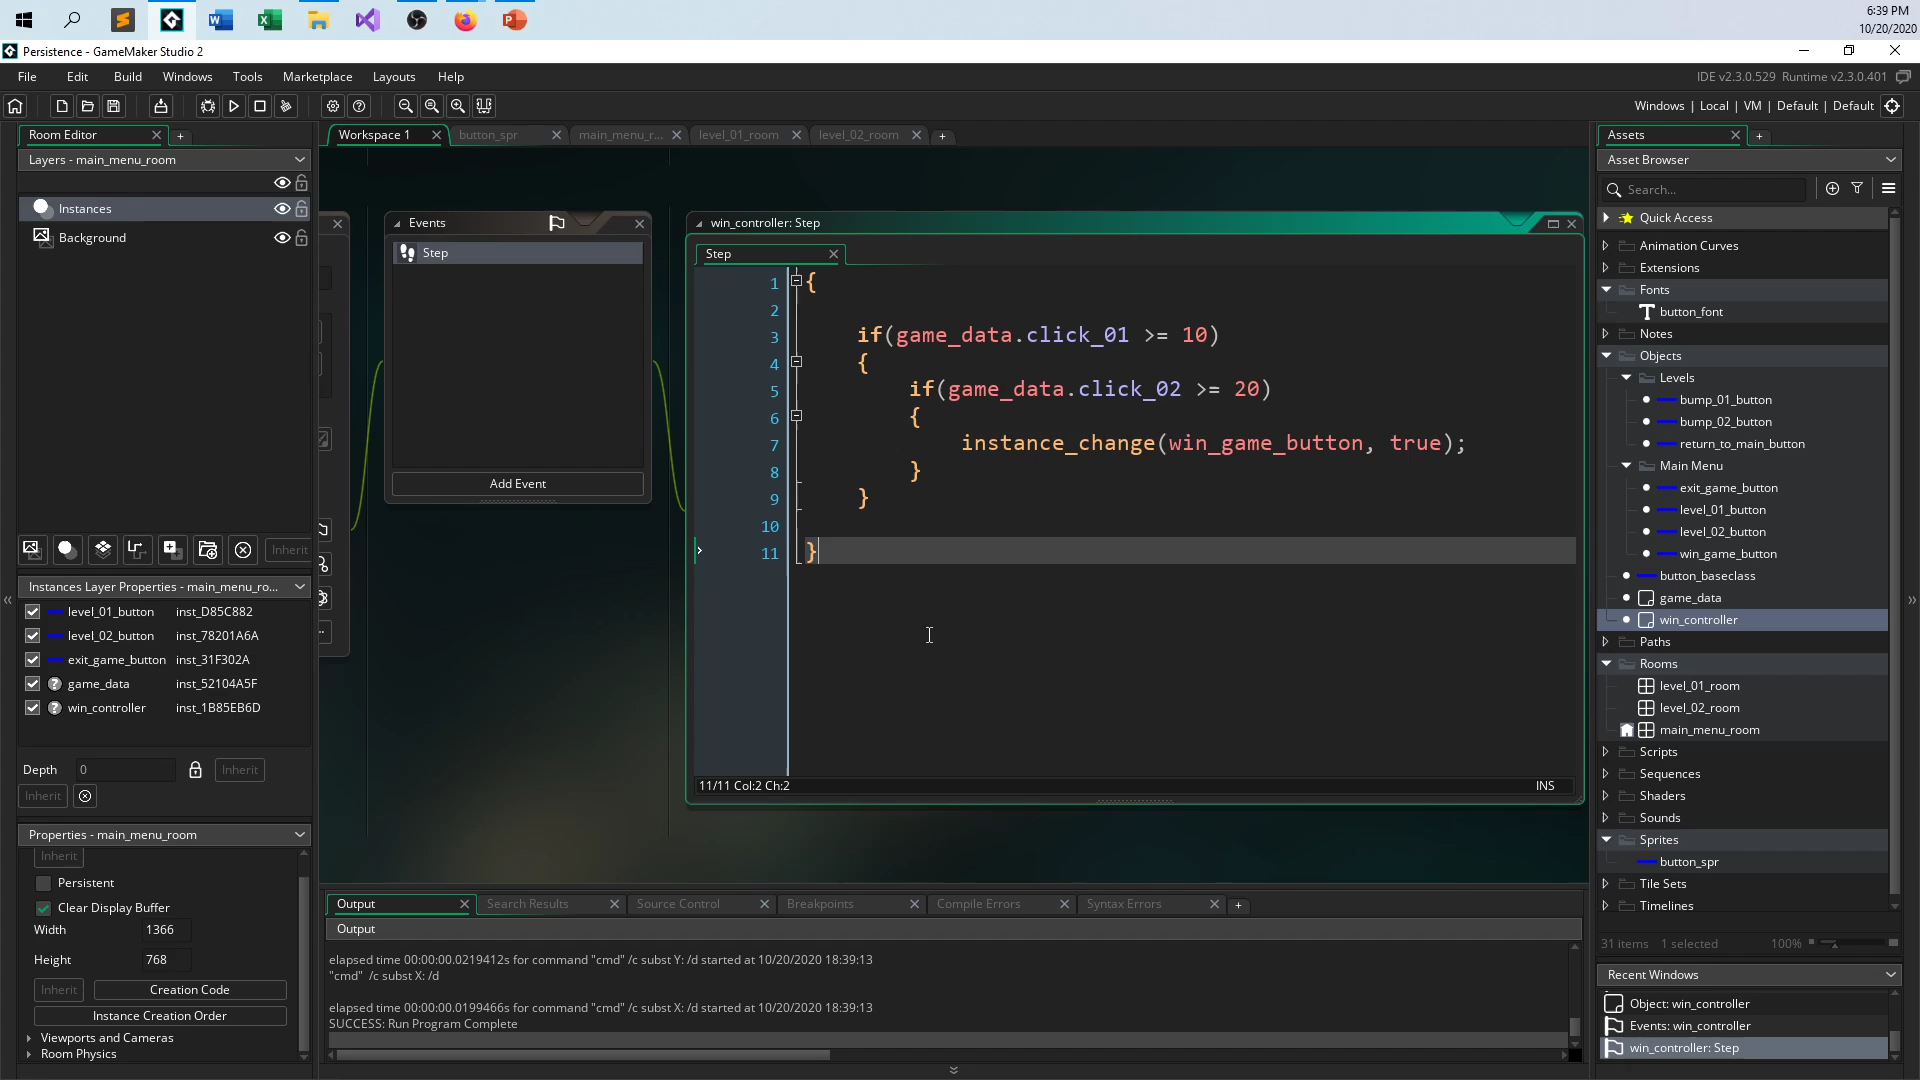 6:39 PM
10/20/2020
Persistence - GameMaker Studio 2
File Edit Build Windows Tools Marketplace Layouts Help
IDE v2.3.0.529 Runtime v2.3.0.401
Windows | Local | VM | Default | Default
Room Editor
Layers - main_menu_room
Instances
Background
Inherit
Instances Layer Properties - main_menu_ro...
level_01_button inst_D85C882
level_02_button inst_78201A6A
exit_game_button inst_31F302A
game_data inst_52104A5F
win_controller inst_1B85EB6D
Depth 0 Inherit
Inherit
Properties - main_menu_room
Inherit
Persistent
Clear Display Buffer
Width 1366
Height 768
Inherit Creation Code
Instance Creation Order
Viewports and Cameras
Room Physics
Workspace 1 button_spr main_menu_r... level_01_room level_02_room
Events
Step
Add Event
win_controller: Step
Step
1 {
2
3 if(game_data.click_01 >= 10)
4 {
5 if(game_data.click_02 >= 20)
6 {
7 instance_change(win_game_button, true);
8 }
9 }
10
11 }
11/11 Col:2 Ch:2 INS
Output Search Results Source Control Breakpoints Compile Errors Syntax Errors
Output
elapsed time 00:00:00.0219412s for command "cmd" /c subst Y: /d started at 10/20/2020 18:39:13
"cmd" /c subst X: /d
elapsed time 00:00:00.0199466s for command "cmd" /c subst X: /d started at 10/20/2020 18:39:13
SUCCESS: Run Program Complete
Assets
Asset Browser
Search...
Quick Access
Animation Curves
Extensions
Fonts
button_font
Notes
Objects
Levels
bump_01_button
bump_02_button
return_to_main_button
Main Menu
exit_game_button
level_01_button
level_02_button
win_game_button
button_baseclass
game_data
win_controller
Paths
Rooms
level_01_room
level_02_room
main_menu_room
Scripts
Sequences
Shaders
Sounds
Sprites
button_spr
Tile Sets
Timelines
31 items 1 selected 100%
Recent Windows
Object: win_controller
Events: win_controller
win_controller: Step